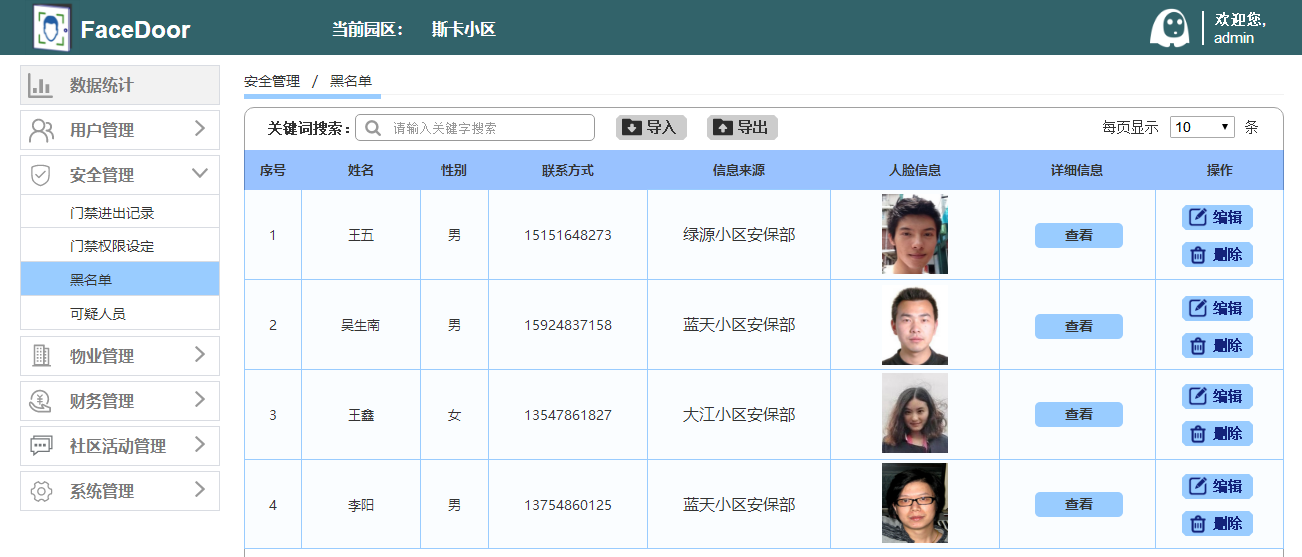 FaceDoor
当前园区： 斯卡小区
欢迎您,
admin
数据统计
用户管理
安全管理
门禁进出记录
门禁权限设定
黑名单
可疑人员
物业管理
财务管理
社区活动管理
系统管理
安全管理 / 黑名单
关键词搜索： 请输入关键字搜索 导入 导出 每页显示 10 条
序号 姓名 性别 联系方式 信息来源 人脸信息 详细信息 操作
1 王五 男 15151648273 绿源小区安保部 查看 编辑 删除
2 吴生南 男 15924837158 蓝天小区安保部 查看 编辑 删除
3 王鑫 女 13547861827 大江小区安保部 查看 编辑 删除
4 李阳 男 13754860125 蓝天小区安保部 查看 编辑 删除